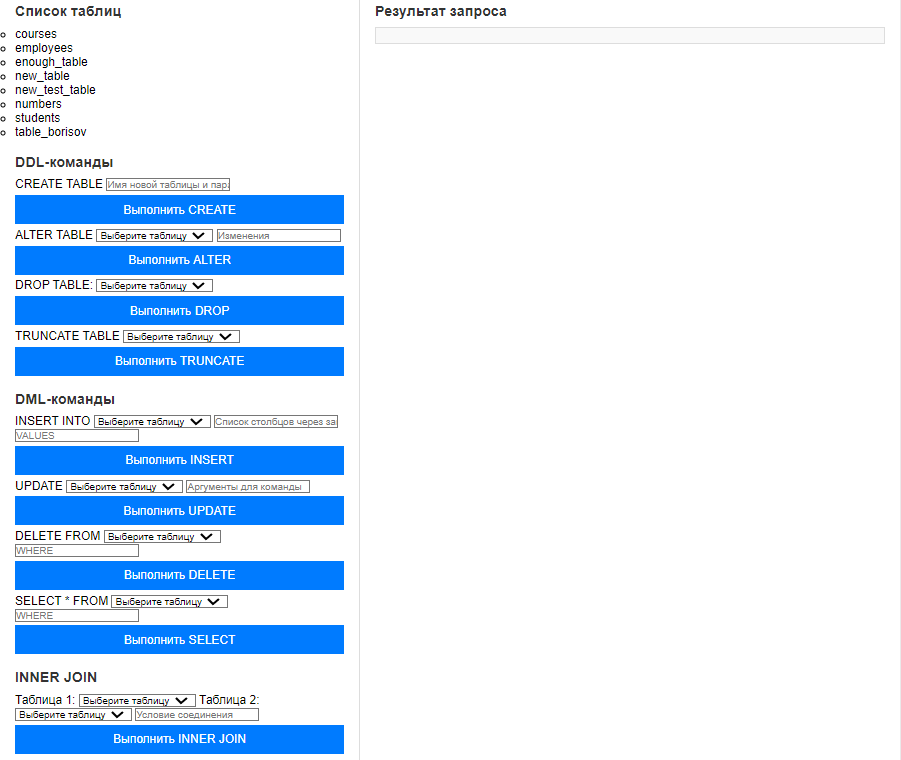 Список таблиц
courses
employees
enough_table
new_table
new_test_table
numbers
students
table_borisov
DDL-команды
CREATE TABLE Имя новой таблицы и пар
Выполнить CREATE
ALTER TABLE Выберите таблицу Изменения
Выполнить ALTER
DROP TABLE: Выберите таблицу
Выполнить DROP
TRUNCATE TABLE Выберите таблицу
Выполнить TRUNCATE
DML-команды
INSERT INTO Выберите таблицу Список столбцов через за
VALUES
Выполнить INSERT
UPDATE Выберите таблицу Аргументы для команды
Выполнить UPDATE
DELETE FROM Выберите таблицу
WHERE
Выполнить DELETE
SELECT * FROM Выберите таблицу
WHERE
Выполнить SELECT
INNER JOIN
Таблица 1: Выберите таблицу Таблица 2:
Выберите таблицу Условие соединения
Выполнить INNER JOIN
Результат запроса